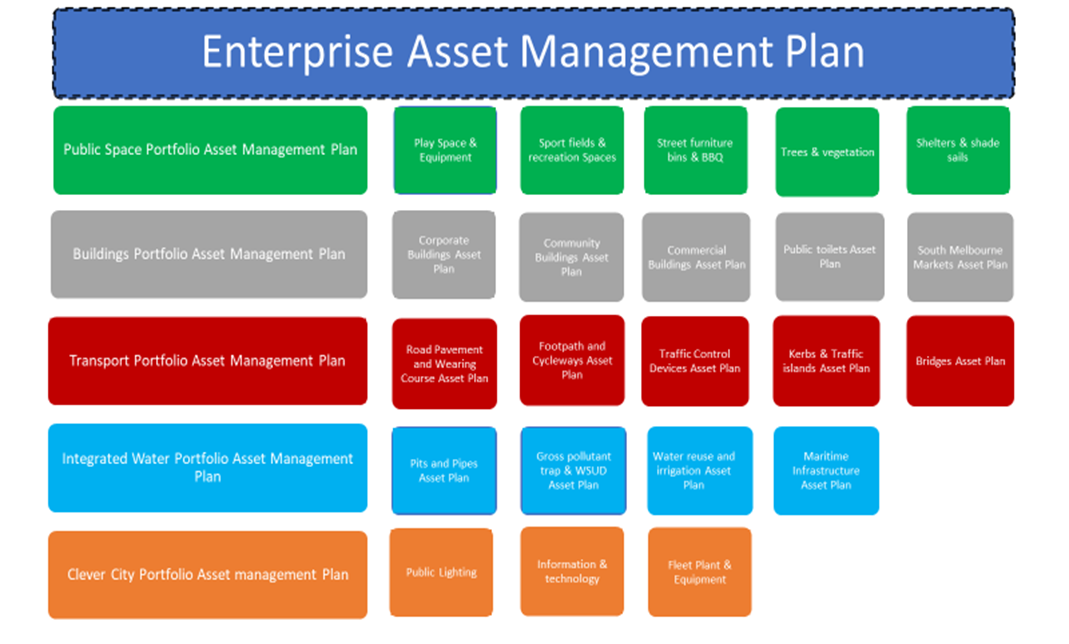 Enterprise Asset Management Plan
Public Space Portfolio Asset Management Plan
Play Space &
Equipment
Sport fields &
recreation Spaces
Street furniture
bins & BBQ
Trees & vegetation
Shelters & shade
sails
Buildings Portfolio Asset Management Plan
Corporate
Buildings Asset
Plan
Community
Buildings Asset
Plan
Commercial
Buildings Asset Plan
Public toilets Asset
Plan
South Melbourne
Markets Asset Plan
Transport Portfolio Asset Management Plan
Road Pavement
and Wearing
Course Asset Plan
Footpath and
Cycleways Asset
Plan
Traffic Control
Devices Asset Plan
Kerbs & Traffic
islands Asset Plan
Bridges Asset Plan
Integrated Water Portfolio Asset Management
Plan
Pits and Pipes
Asset Plan
Gross pollutant
trap & WSUD
Asset Plan
Water reuse and
irrigation Asset
Plan
Maritime
Infrastructure
Asset Plan
Clever City Portfolio Asset management Plan
Public Lighting
Information &
technology
Fleet Plant &
Equipment